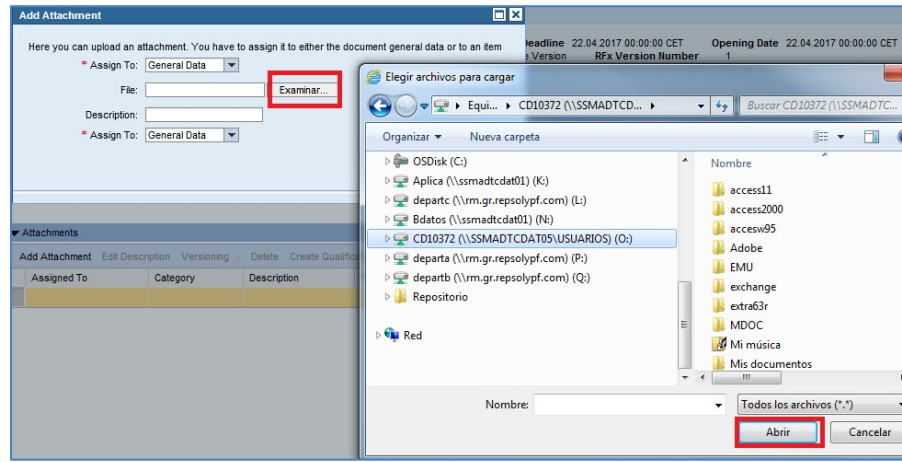 Add Attachment
Here you can upload an attachment. You have to assign it to either the document general data or to an item
* Assign To: General Data
File: Examinar...
Description:
* Assign To: General Data
Deadline 22.04.2017 00:00:00 CET Opening Date 22.04.2017 00:00:00 CET
Version RFx Version Number 1
Attachments
Add Attachment Edit Description Versioning Delete Create Qualific
Assigned To Category Description
Elegir archivos para cargar
Equi... CD10372 (\\SSMADTCD... Buscar CD10372 (\\SSMADTC...
Organizar Nueva carpeta
OSDisk (C:)
Aplica (\\ssmadtcdat01) (K:)
departc (\\rm.gr.repsolypf.com) (L:)
Bdatos (\\ssmadtcdat01) (N:)
CD10372 (\\SSMADTCDAT05\USUARIOS) (O:)
departa (\\rm.gr.repsolypf.com) (P:)
departb (\\rm.gr.repsolypf.com) (Q:)
Repositorio
Red
Nombre
access11
access2000
accesw95
Adobe
EMU
exchange
extra63r
MDOC
Mi música
Mis documentos
Nombre: Todos los archivos (*.*)
Abrir Cancelar